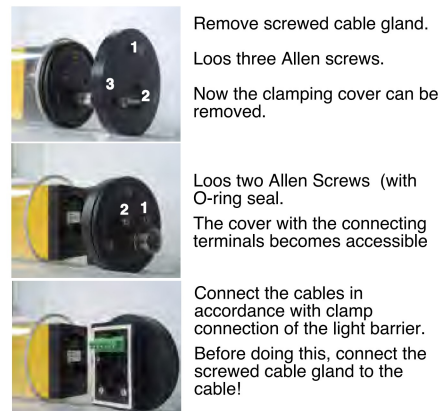 Remove screwed cable gland.
1
Loos three Allen screws.
3
2
Now the clamping cover can be
removed.
Loos two Allen Screws  (with
O-ring seal.
2 1
The cover with the connecting
terminals becomes accessible
Connect the cables in
accordance with clamp
connection of the light barrier.
Before doing this, connect the
screwed cable gland to the
cable!